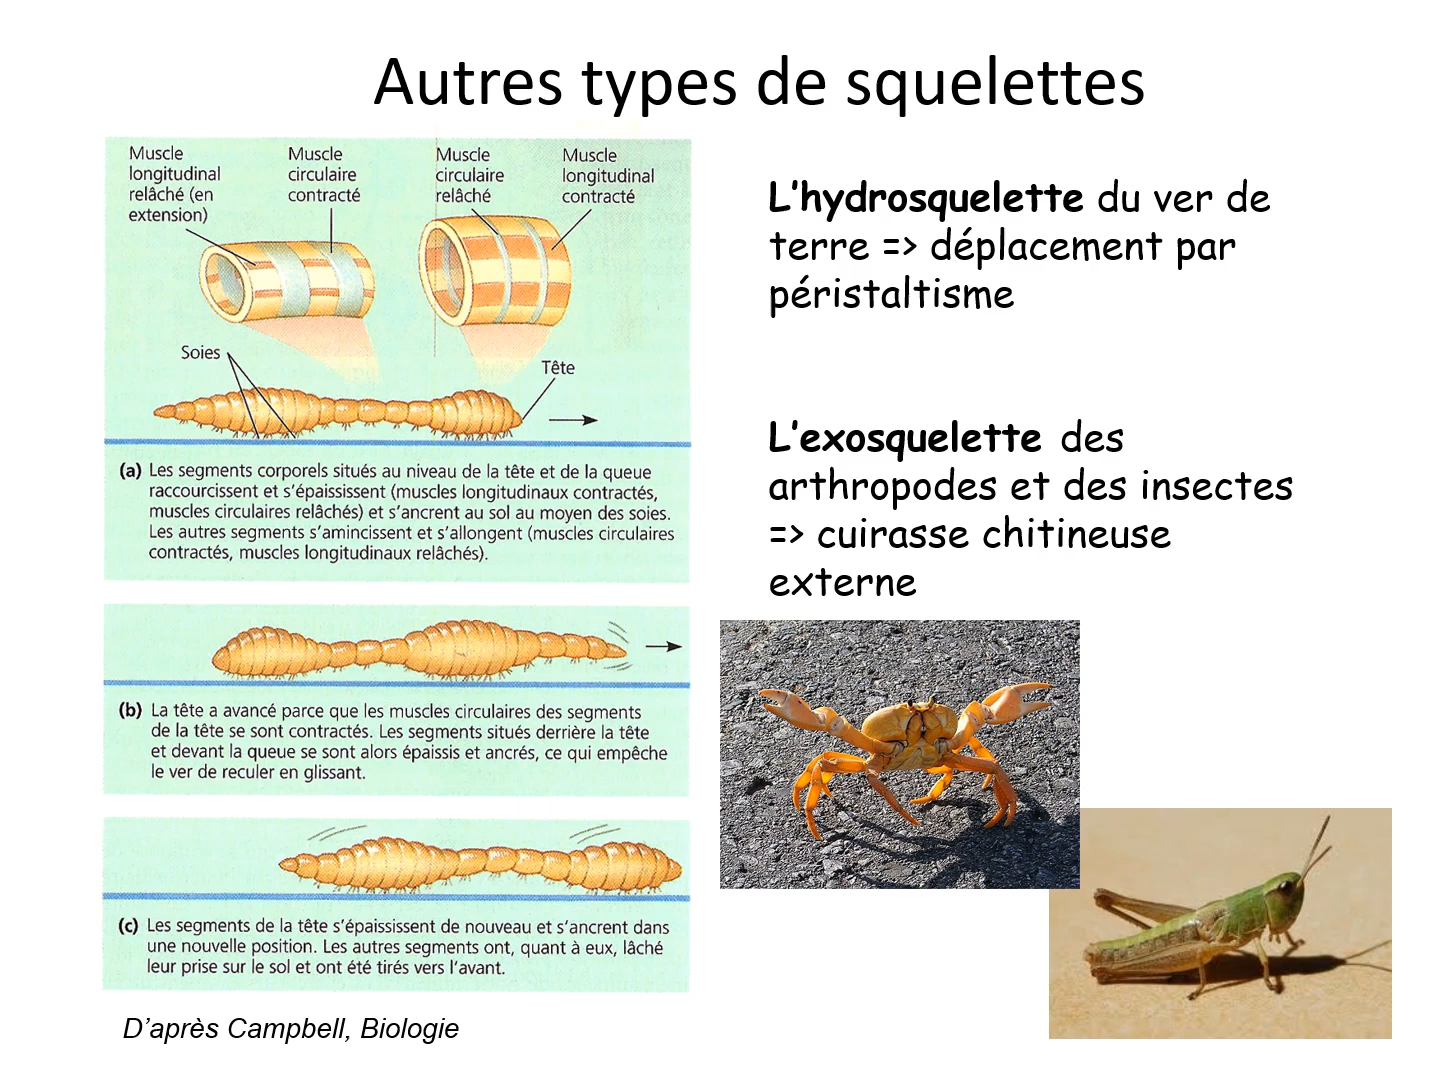 Autres types de squelettes
Muscle
longitudinal
relâché (en
extension)
Muscle
circulaire
contracté
Muscle
circulaire
relâché
Muscle
longitudinal
contracté
Soies
Tête
(a) Les segments corporels situés au niveau de la tête et de la queue
raccourcissent et s'épaississent (muscles longitudinaux contractés,
muscles circulaires relâchés) et s'ancrent au sol au moyen des soies.
Les autres segments s'amincissent et s'allongent (muscles circulaires
contractés, muscles longitudinaux relâchés).
(b) La tête a avancé parce que les muscles circulaires des segments
de la tête se sont contractés. Les segments situés derrière la tête
et devant la queue se sont alors épaissis et ancrés, ce qui empêche
le ver de reculer en glissant.
(c) Les segments de la tête s'épaississent de nouveau et s'ancrent dans
une nouvelle position. Les autres segments ont, quant à eux, lâché
leur prise sur le sol et ont été tirés vers l'avant.
D'après Campbell, Biologie
L'hydrosquelette du ver de
terre => déplacement par
péristaltisme
L'exosquelette des
arthropodes et des insectes
=> cuirasse chitineuse
externe